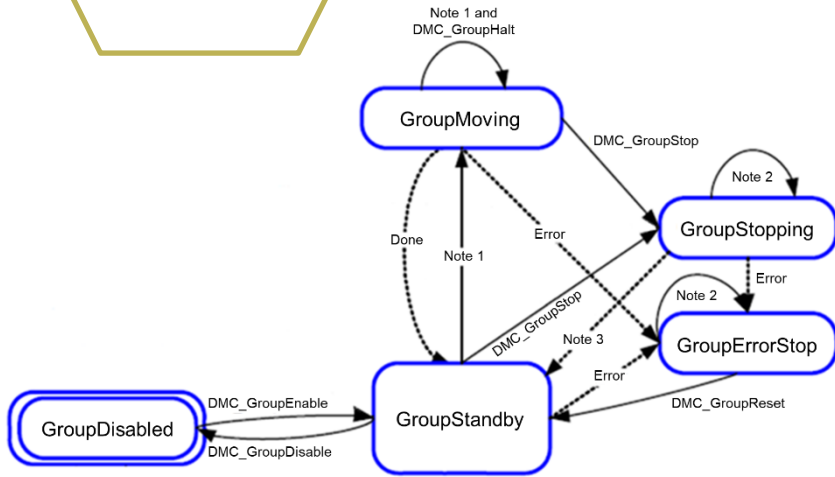 Note 1 and
DMC_GroupHalt
GroupMoving
DMC_GroupStop
Note 2
GroupStopping
Done
Error
Note 1
Error
Note 2
DMC_GroupStop
Note 3
GroupErrorStop
Error
DMC_GroupReset
DMC_GroupEnable
GroupStandby
GroupDisabled
DMC_GroupDisable